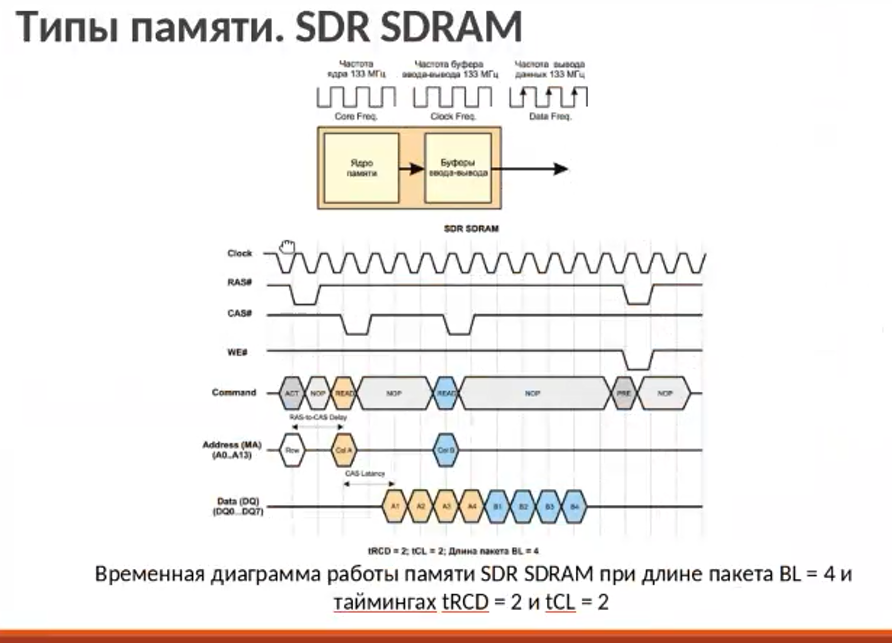 Типы памяти. SDR SDRAM
Частота Частота буфера Частота вывода
ядра 133 МГц ввода-вывода 133 МГц данных 133 МГц
Core Freq. Clock Freq. Data Freq.
Ядро Буферы
памяти ввода-вывода
SDR SDRAM
Clock
RAS#
CAS#
WE#
Command ACT NOP READ NOP READ NOP PRE NOP
RAS-to-CAS Delay
Address (MA)
(A0..A13) Row Col A Col B
CAS Latency
Data (DQ) A1 A2 A3 A4 B1 B2 B3 B4
(DQ0...DQ7)
tRCD = 2; tCL = 2; Длина пакета BL = 4
Временная диаграмма работы памяти SDR SDRAM при длине пакета BL = 4 и
таймингах tRCD = 2 и tCL = 2